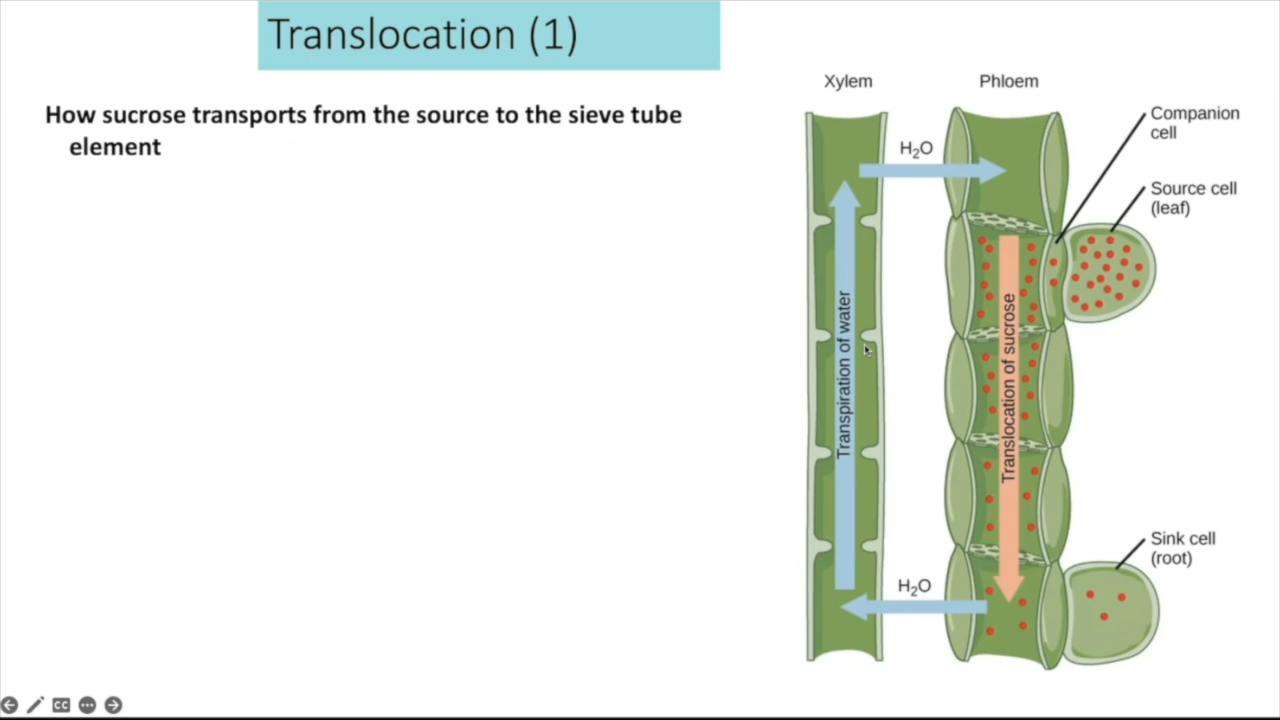 Translocation (1)
How sucrose transports from the source to the sieve tube
element
Xylem
Phloem
Companion
cell
H₂O
Source cell
(leaf)
Transpiration of water
Translocation of sucrose
Sink cell
(root)
H₂O
CC